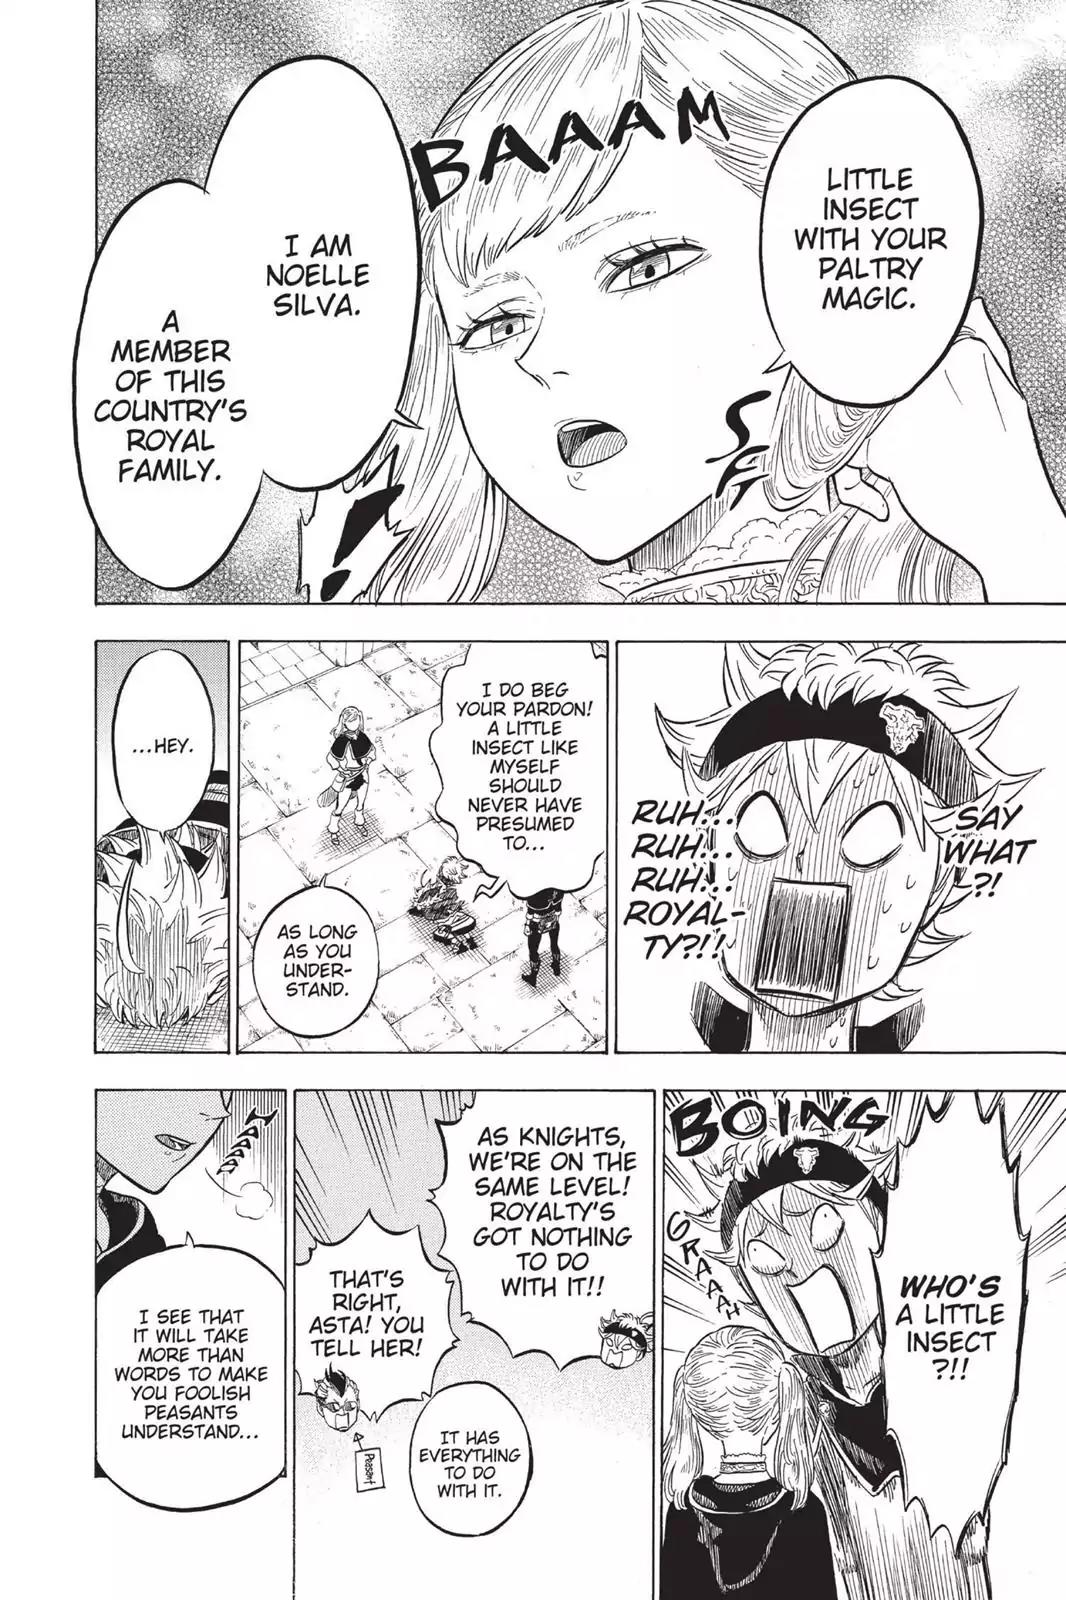 LITTLE
INSECT
WITH YOUR
PALTRY
MAGIC.
BAAAM
SFF
I AM
NOELLE
SILVA.
A
MEMBER
OF THIS
COUNTRY'S
ROYAL
FAMILY.
!
SAY
WHAT
?!
RUH...
RUH...
RUH...
ROYAL-
TY?!!
I DO BEG
YOUR PARDON!
A LITTLE
INSECT LIKE
MYSELF
SHOULD
NEVER HAVE
PRESUMED
TO...
AS LONG
AS YOU
UNDER-
STAND.
...HEY.
BOING
GRAAAAH
WHO'S
A LITTLE
INSECT
?!!
AS KNIGHTS,
WE'RE ON THE
SAME LEVEL!
ROYALTY'S
GOT NOTHING
TO DO
WITH IT!!
THAT'S
RIGHT,
ASTA! YOU
TELL HER!
Peasant
IT HAS
EVERYTHING
TO DO
WITH IT.
HAAAA
I SEE THAT
IT WILL TAKE
MORE THAN
WORDS TO MAKE
YOU FOOLISH
PEASANTS
UNDERSTAND...